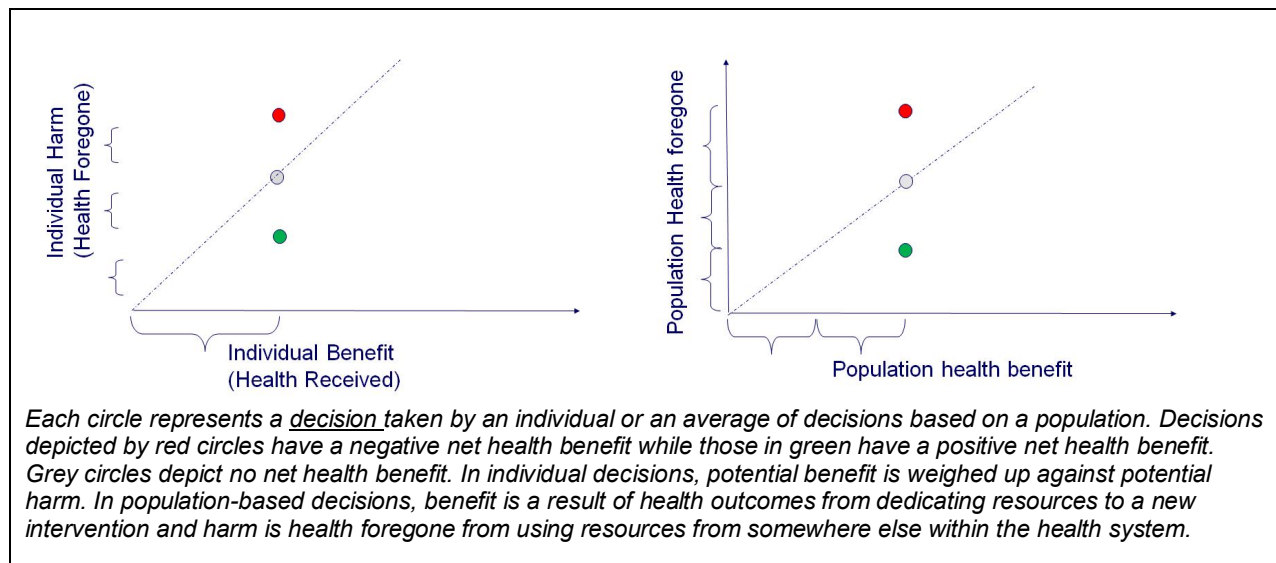 Individual Harm
(Health Foregone)
Individual Benefit
(Health Received)
Population Health foregone
Population health benefit
Each circle represents a decision taken by an individual or an average of decisions based on a population. Decisions
depicted by red circles have a negative net health benefit while those in green have a positive net health benefit.
Grey circles depict no net health benefit. In individual decisions, potential benefit is weighed up against potential
harm. In population-based decisions, benefit is a result of health outcomes from dedicating resources to a new
intervention and harm is health foregone from using resources from somewhere else within the health system.